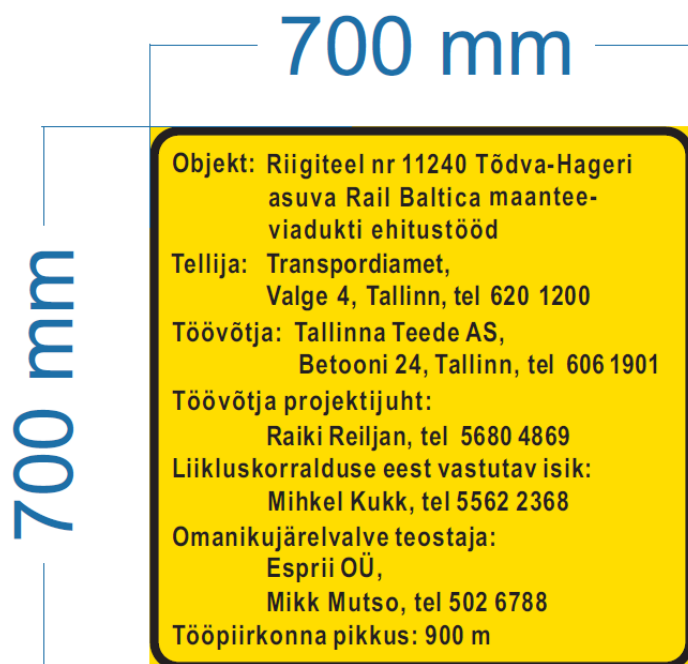 700 mm
700 mm
Objekt: Riigiteel nr 11240 Tõdva-Hageri
asuva Rail Baltica maantee-
viadukti ehitustööd
Tellija: Transpordiamet,
Valge 4, Tallinn, tel 620 1200
Töövõtja: Tallinna Teede AS,
Betooni 24, Tallinn, tel 606 1901
Töövõtja projektijuht:
Raiki Reiljan, tel 5680 4869
Liikluskorralduse eest vastutav isik:
Mihkel Kukk, tel 5562 2368
Omanikujärelvalve teostaja:
Esprii OÜ,
Mikk Mutso, tel 502 6788
Tööpiirkonna pikkus: 900 m